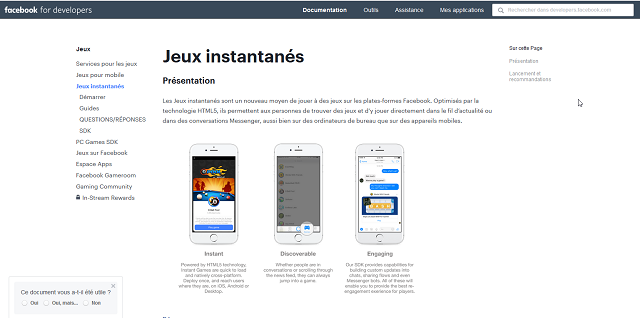 facebook for developers
Documentation
Outils
Assistance
Mes applications
Rechercher dans developers.facebook.com
Jeux
Services pour les jeux
Jeux pour mobile
Jeux instantanés
Démarrer
Guides
QUESTIONS/RÉPONSES
SDK
PC Games SDK
Jeux sur Facebook
Espace Apps
Facebook Gameroom
Gaming Community
In-Stream Rewards
Jeux instantanés
Présentation
Les Jeux instantanés sont un nouveau moyen de jouer à des jeux sur les plates-formes Facebook. Optimisés par la
technologie HTML5, ils permettent aux personnes de trouver des jeux et d'y jouer directement dans le fil d'actualité ou
dans des conversations Messenger, aussi bien sur des ordinateurs de bureau que sur des appareils mobiles.
Instant
Powered by HTML5 technology,
Instant Games are quick to load
and natively cross-platform.
Deploy once, and reach users
where they are, on iOS, Android or
Desktop.
Discoverable
Whether people are in
conversations or scrolling through
the news feed, they can always
jump into a game.
Engaging
Our SDK provides capabilities for
building custom updates into
chats, sharing flows and even
Messenger bots. All of these will
enable you to provide the best re-
engagement exerience for players.
Sur cette Page
Présentation
Lancement et
recommandations
Ce document vous a-t-il été utile ?
Oui
Oui, mais...
Non